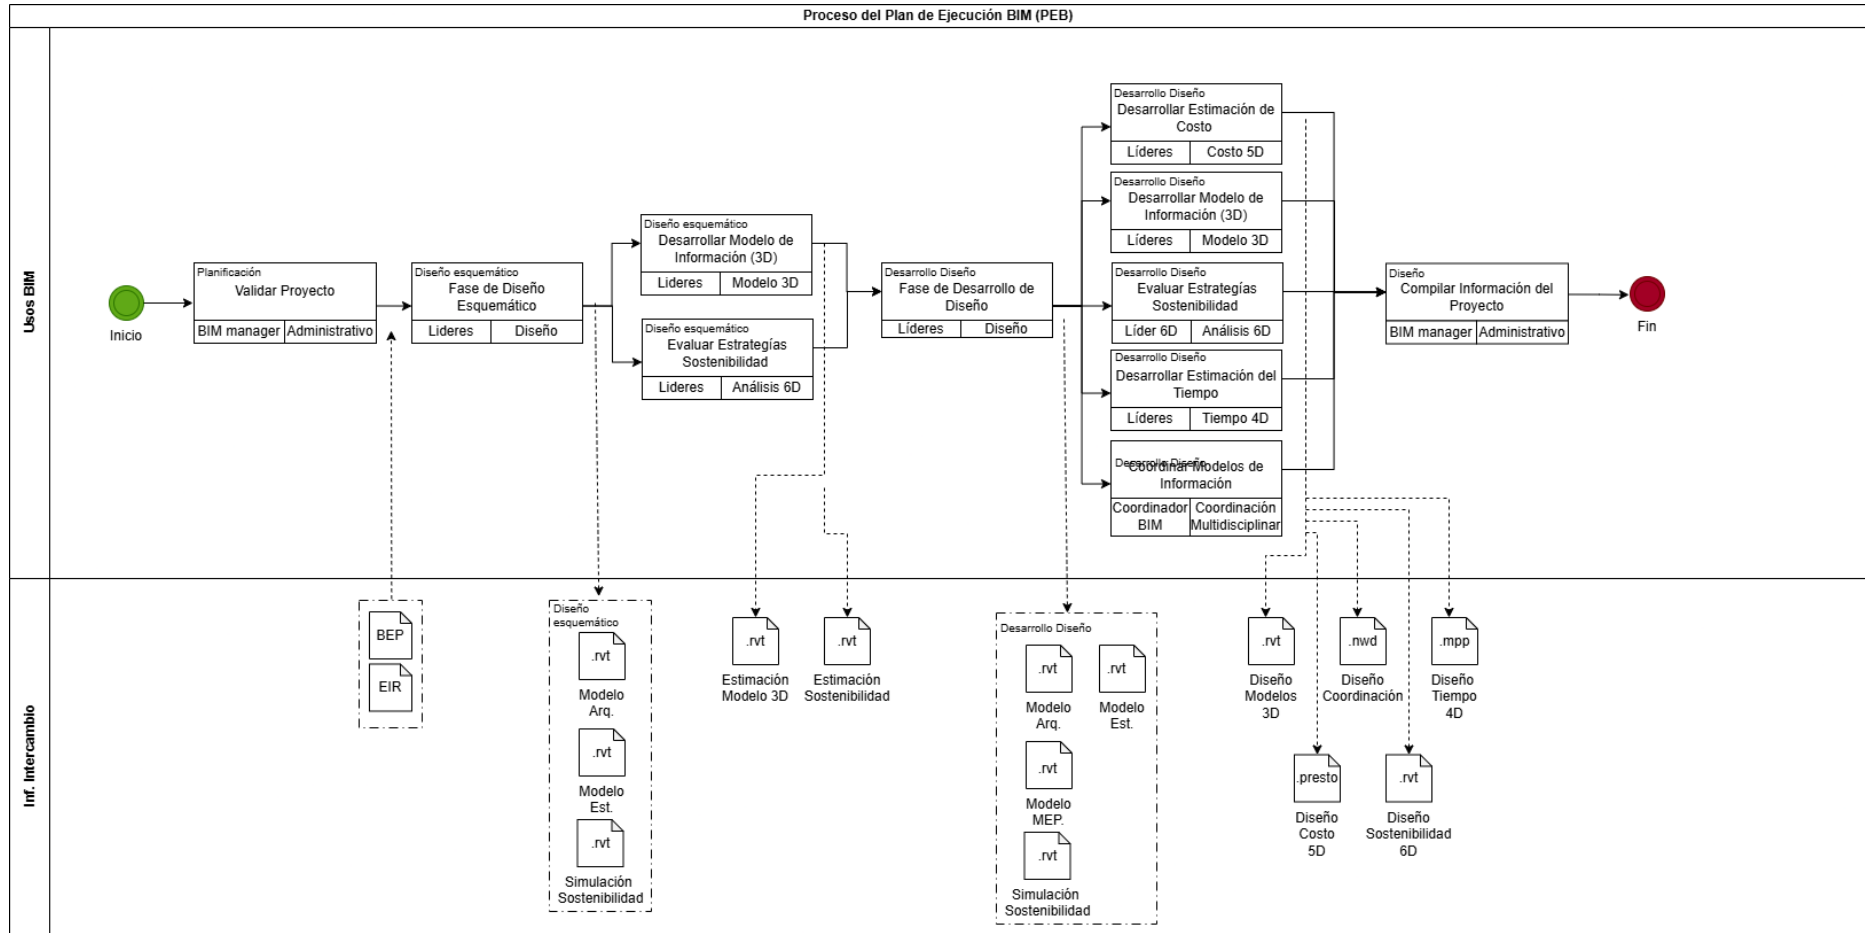 Proceso del Plan de Ejecución BIM (PEB)
Usos BIM
Inicio
Planificación
Validar Proyecto
BIM manager
Administrativo
Diseño esquemático
Fase de Diseño
Esquemático
Lideres
Diseño
Diseño esquemático
Desarrollar Modelo de
Información (3D)
Lideres
Modelo 3D
Diseño esquemático
Evaluar Estrategías
Sostenibilidad
Lideres
Análisis 6D
Desarrollo Diseño
Fase de Desarrollo de
Diseño
Líderes
Diseño
Desarrollo Diseño
Desarrollar Estimación de
Costo
Líderes
Costo 5D
Desarrollo Diseño
Desarrollar Modelo de
Información (3D)
Líderes
Modelo 3D
Desarrollo Diseño
Evaluar Estrategías
Sostenibilidad
Líder 6D
Análisis 6D
Desarrollo Diseño
Desarrollar Estimación del
Tiempo
Líderes
Tiempo 4D
Desarrollo Diseño
Coordinar Modelos de
Información
Coordinador
BIM
Coordinación
Multidisciplinar
Diseño
Compilar Información del
Proyecto
BIM manager
Administrativo
Fin
Inf. Intercambio
BEP
EIR
Diseño
esquemático
.rvt
Modelo
Arq.
.rvt
Modelo
Est.
.rvt
Simulación
Sostenibilidad
.rvt
Estimación
Modelo 3D
.rvt
Estimación
Sostenibilidad
Desarrollo Diseño
.rvt
Modelo
Arq.
.rvt
Modelo
Est.
.rvt
Modelo
MEP.
.rvt
Simulación
Sostenibilidad
.rvt
Diseño
Modelos
3D
.nwd
Diseño
Coordinación
.mpp
Diseño
Tiempo
4D
.presto
Diseño
Costo
5D
.rvt
Diseño
Sostenibilidad
6D